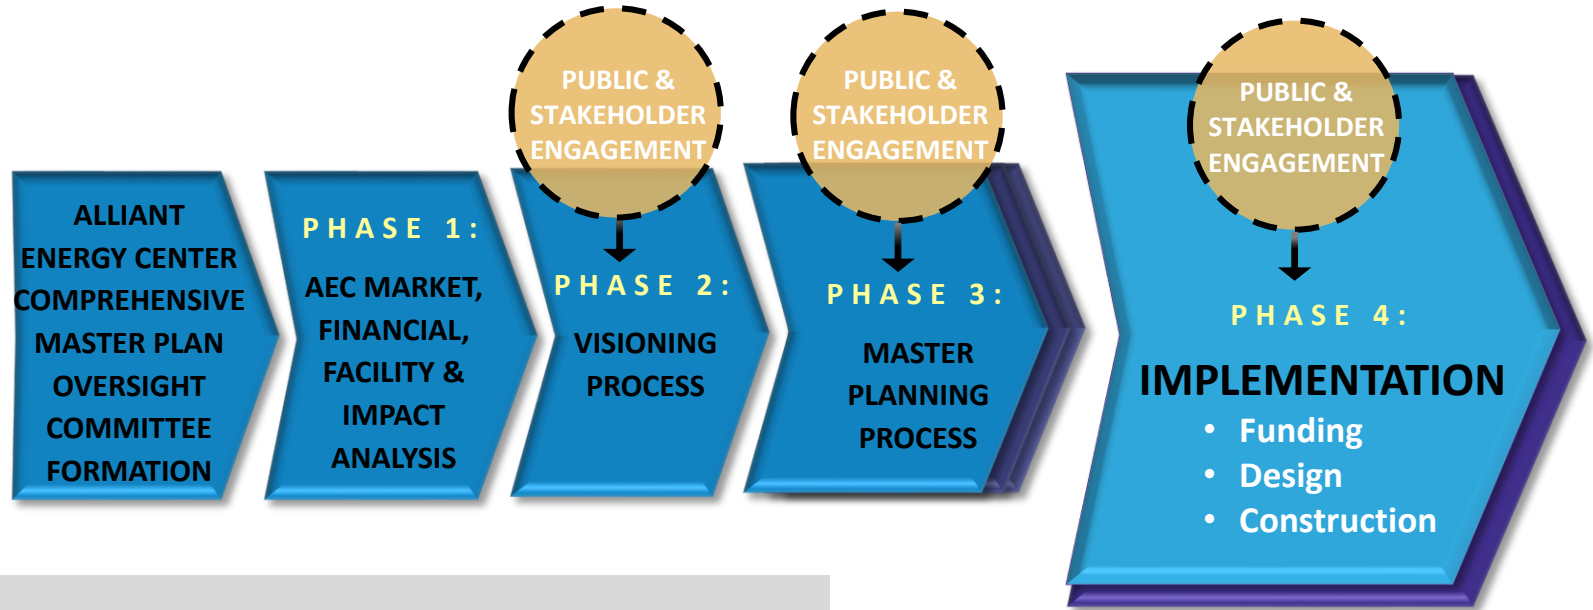 ALLIANT
ENERGY CENTER
COMPREHENSIVE
MASTER PLAN
OVERSIGHT
COMMITTEE
FORMATION
PHASE 1:
AEC MARKET,
FINANCIAL,
FACILITY &
IMPACT
ANALYSIS
PUBLIC &
STAKEHOLDER
ENGAGEMENT
PHASE 2:
VISIONING
PROCESS
PUBLIC &
STAKEHOLDER
ENGAGEMENT
PHASE 3:
MASTER
PLANNING
PROCESS
PUBLIC &
STAKEHOLDER
ENGAGEMENT
PHASE 4:
IMPLEMENTATION
• Funding
• Design
• Construction